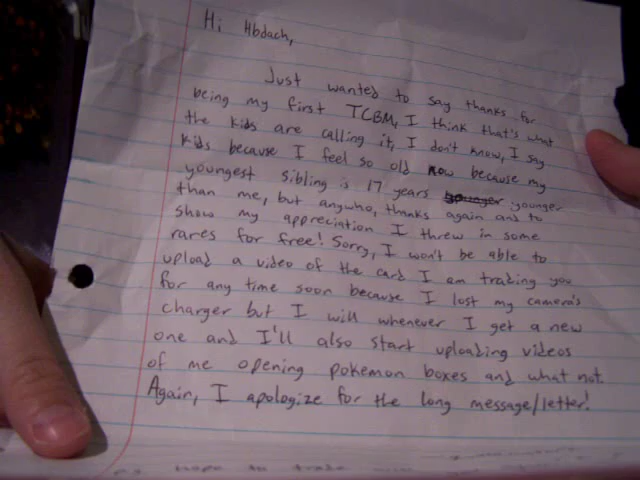 Hi Hbdach,
Just wanted to say thanks for
being my first TCBM, I think that's what
the kids are calling it, I don't know, I say
kids because I feel so old now because my
youngest sibling is 17 years younger
than me, but anywho, thanks again and to
show my appreciation I threw in some
rares for free! Sorry, I won't be able to
upload a video of the card I am trading you
for any time soon because I lost my camera's
charger but I will whenever I get a new
one and I'll also start uploading videos
of me opening pokemon boxes and what not.
Again, I apologize for the long message/letter!
hope to trade